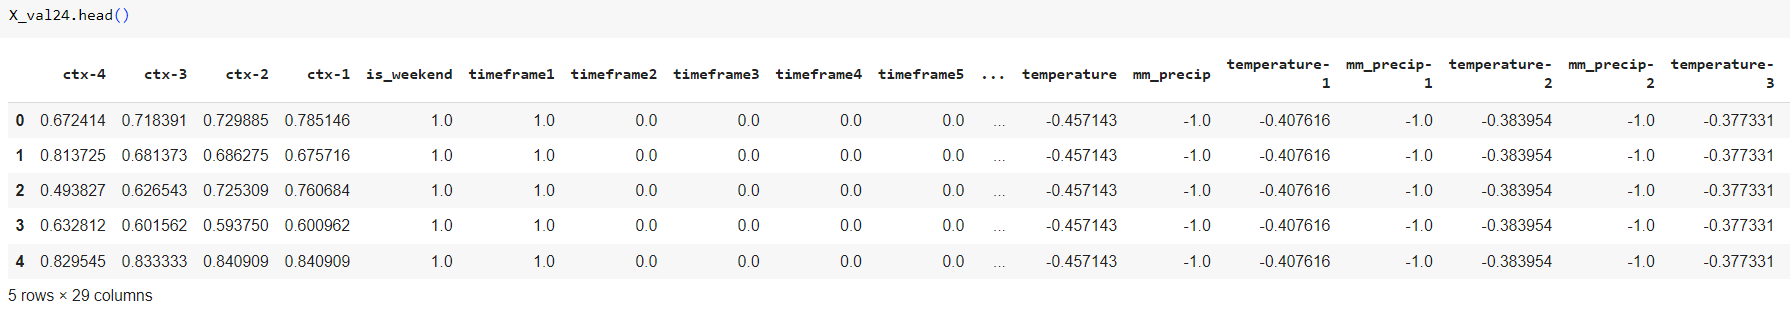 X_val24.head()
ctx-4 ctx-3 ctx-2 ctx-1 is_weekend timeframe1 timeframe2 timeframe3 timeframe4 timeframe5 ... temperature mm_precip temperature-1 mm_precip-1 temperature-2 mm_precip-2 temperature-3
0 0.672414 0.718391 0.729885 0.785146 1.0 1.0 0.0 0.0 0.0 0.0 ... -0.457143 -1.0 -0.407616 -1.0 -0.383954 -1.0 -0.377331
1 0.813725 0.681373 0.686275 0.675716 1.0 1.0 0.0 0.0 0.0 0.0 ... -0.457143 -1.0 -0.407616 -1.0 -0.383954 -1.0 -0.377331
2 0.493827 0.626543 0.725309 0.760684 1.0 1.0 0.0 0.0 0.0 0.0 ... -0.457143 -1.0 -0.407616 -1.0 -0.383954 -1.0 -0.377331
3 0.632812 0.601562 0.593750 0.600962 1.0 1.0 0.0 0.0 0.0 0.0 ... -0.457143 -1.0 -0.407616 -1.0 -0.383954 -1.0 -0.377331
4 0.829545 0.833333 0.840909 0.840909 1.0 1.0 0.0 0.0 0.0 0.0 ... -0.457143 -1.0 -0.407616 -1.0 -0.383954 -1.0 -0.377331
5 rows × 29 columns